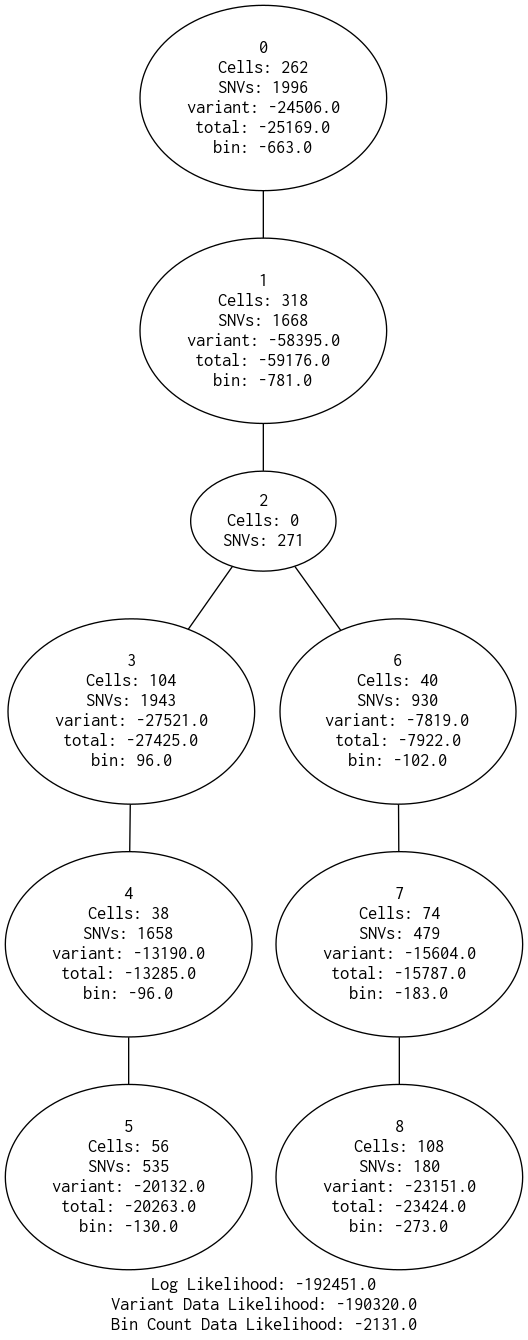 0
Cells: 262
SNVs: 1996
variant: -24506.0
total: -25169.0
bin: -663.0
1
Cells: 318
SNVs: 1668
variant: -58395.0
total: -59176.0
bin: -781.0
2
Cells: 0
SNVs: 271
3
Cells: 104
SNVs: 1943
variant: -27521.0
total: -27425.0
bin: 96.0
6
Cells: 40
SNVs: 930
variant: -7819.0
total: -7922.0
bin: -102.0
4
Cells: 38
SNVs: 1658
variant: -13190.0
total: -13285.0
bin: -96.0
7
Cells: 74
SNVs: 479
variant: -15604.0
total: -15787.0
bin: -183.0
5
Cells: 56
SNVs: 535
variant: -20132.0
total: -20263.0
bin: -130.0
8
Cells: 108
SNVs: 180
variant: -23151.0
total: -23424.0
bin: -273.0
Log Likelihood: -192451.0
Variant Data Likelihood: -190320.0
Bin Count Data Likelihood: -2131.0